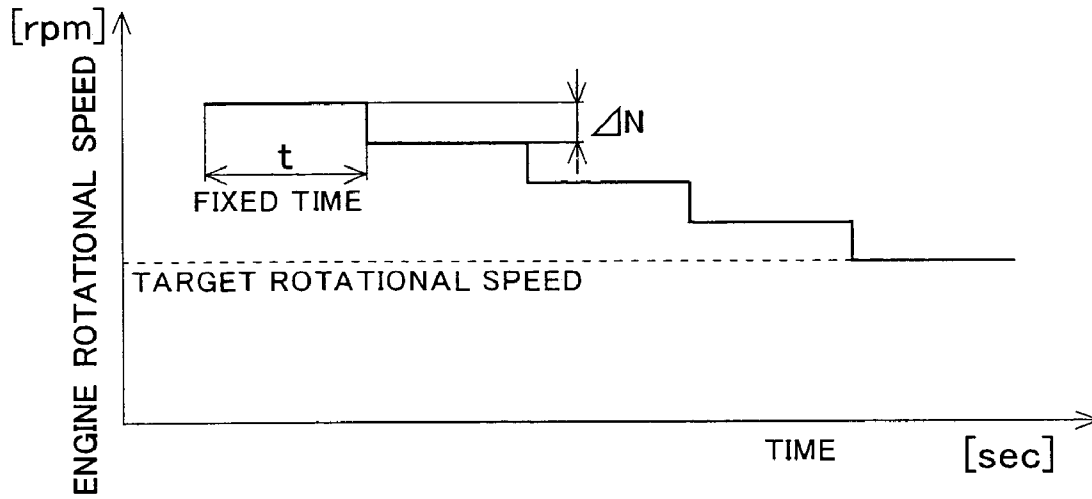 [rpm]
ENGINE ROTATIONAL SPEED
⊿N
t
FIXED TIME
TARGET ROTATIONAL SPEED
TIME
[sec]